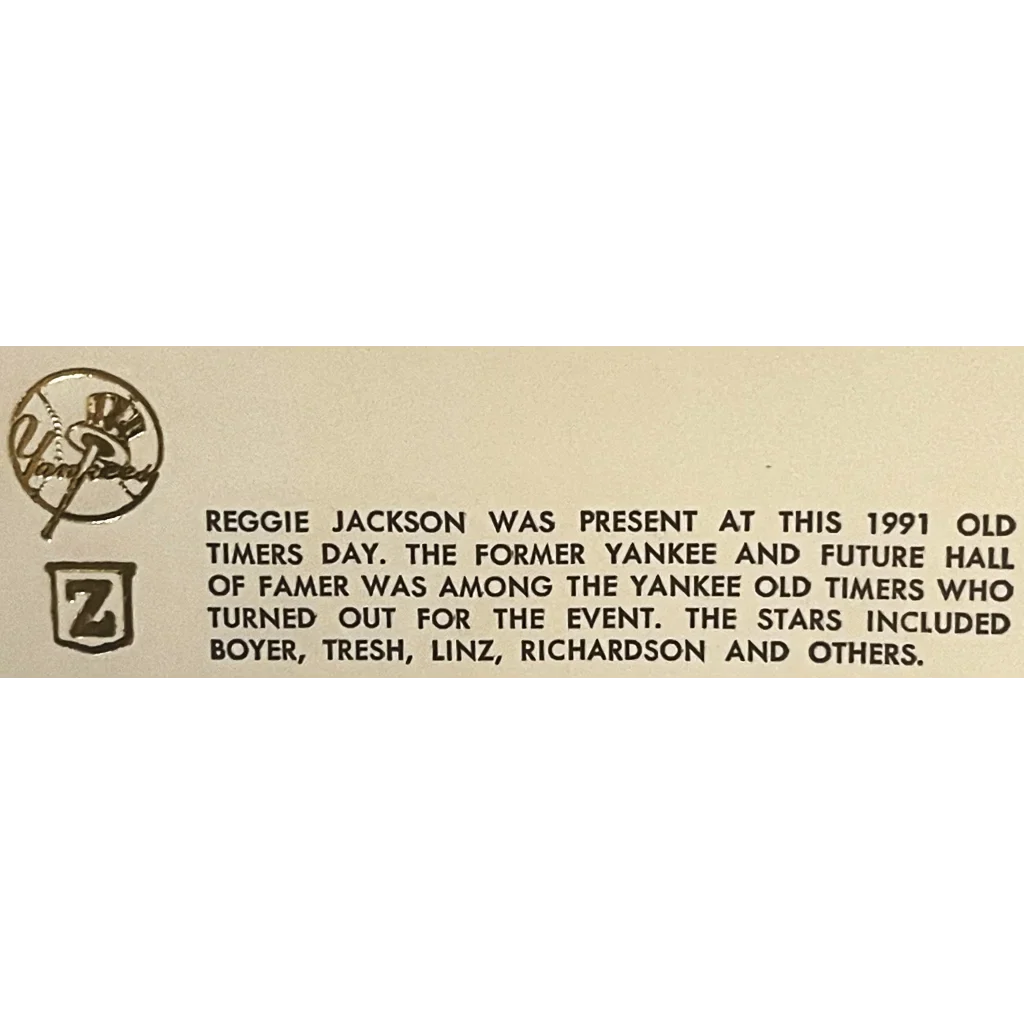 Yankees
Z
REGGIE JACKSON WAS PRESENT AT THIS 1991 OLD
TIMERS DAY. THE FORMER YANKEE AND FUTURE HALL
OF FAMER WAS AMONG THE YANKEE OLD TIMERS WHO
TURNED OUT FOR THE EVENT. THE STARS INCLUDED
BOYER, TRESH, LINZ, RICHARDSON AND OTHERS.